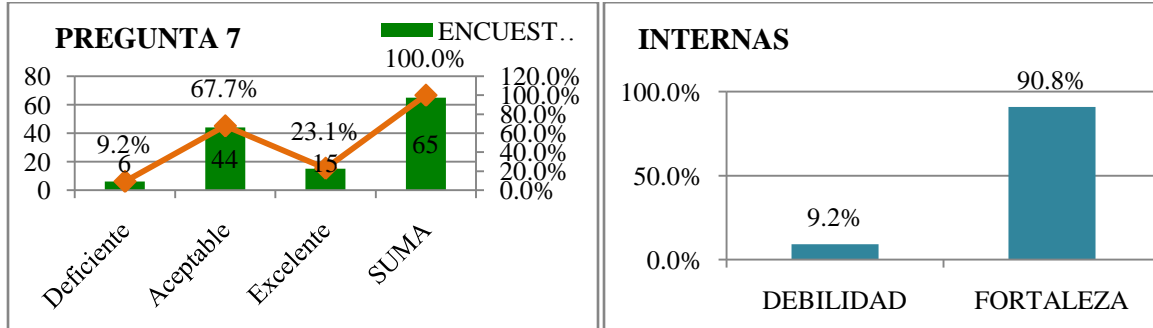 PREGUNTA 7
ENCUEST..
100.0%
67.7%
23.1%
9.2%
80
60
40
20
0
6
44
15
65
120.0%
100.0%
80.0%
60.0%
40.0%
20.0%
0.0%
Deficiente
Aceptable
Excelente
SUMA
INTERNAS
90.8%
9.2%
100.0%
50.0%
0.0%
DEBILIDAD
FORTALEZA